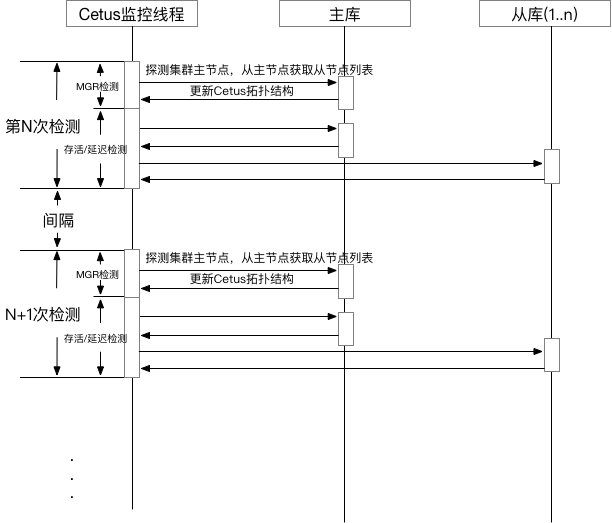 Cetus监控线程
主库
从库(1..n)
探测集群主节点，从主节点获取从节点列表
MGR检测
更新Cetus拓扑结构
第N次检测
存活/延迟检测
间隔
探测集群主节点，从主节点获取从节点列表
MGR检测
更新Cetus拓扑结构
N+1次检测
存活/延迟检测
.
.
.